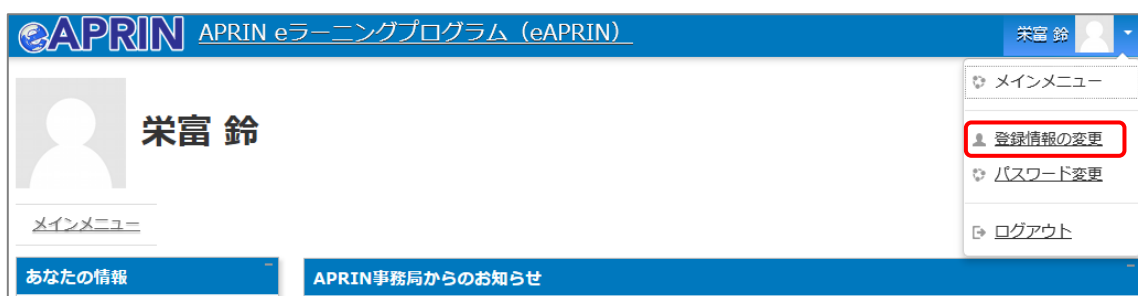 APRIN APRIN eラーニングプログラム（eAPRIN） 栄富 鈴
メインメニュー
栄富 鈴
登録情報の変更
パスワード変更
メインメニュー
ログアウト
あなたの情報
APRIN事務局からのお知らせ